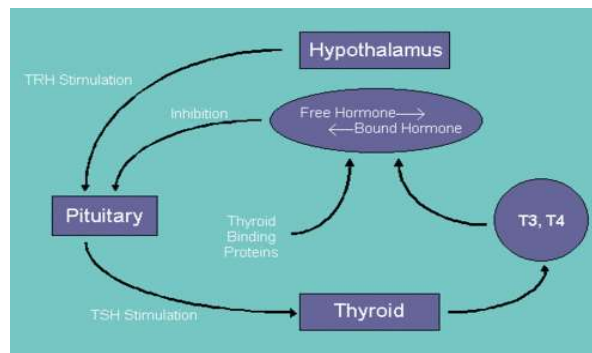 Hypothalamus
TRH Stimulation
Inhibition
Free Hormone
Bound Hormone
Pituitary
Thyroid
Binding
Proteins
T3, T4
TSH Stimulation
Thyroid